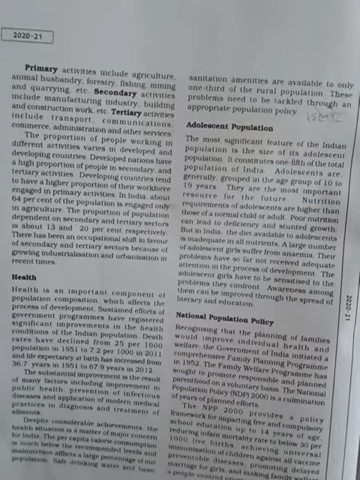 2020-21
Primary activities include agriculture,
animal husbandry, forestry, fishing, mining
and quarrying, etc. Secondary activities
include manufacturing industry, building
and construction work, etc. Tertiary activities
include transport, communications,
commerce, administration and other services.
The proportion of people working in
different activities varies in developed and
developing countries. Developed nations have
a high proportion of people in secondary, and
tertiary activities. Developing countries tend
to have a higher proportion of their workforce
engaged in primary activities. In India, about
64 per cent of the population is engaged only
in agriculture. The proportion of population
dependent on secondary and tertiary sectors
is about 13 and 20 per cent respectively.
There has been an occupational shift in favour
of secondary and tertiary sectors because of
growing industrialisation and urbanisation in
recent times.
Health
Health is an important component of
population composition, which affects the
process of development. Sustained efforts of
government programmes have registered
significant improvements in the health
conditions of the Indian population. Death
rates have declined from 25 per 1000
population in 1951 to 7.2 per 1000 in 2011
and life expectancy at birth has increased from
36.7 years in 1951 to 67.9 years in 2012.
The substantial improvement is the result
of many factors including improvement in
public health, prevention of infectious
diseases and application of modern medical
practices in diagnosis and treatment of
ailments.
Despite considerable achievements, the
health situation is a matter of major concern
for India. The per capita calorie consumption
is much below the recommended levels and
malnutrition afflicts a large percentage of our
population. Safe drinking water and basic
sanitation amenities are available to only
one-third of the rural population. These
problems need to be tackled through an
appropriate population policy.
Adolescent Population
The most significant feature of the Indian
population is the size of its adolescent
population. It constitutes one-fifth of the total
population of India. Adolescents are,
generally, grouped in the age group of 10 to
19 years. They are the most important
resource for the future. Nutrition
requirements of adolescents are higher than
those of a normal child or adult. Poor nutrition
can lead to deficiency and stunted growth.
But in India, the diet available to adolescents
is inadequate in all nutrients. A large number
of adolescent girls suffer from anaemia. Their
problems have so far not received adequate
attention in the process of development. The
adolescent girls have to be sensitised to the
problems they confront. Awareness among
them can be improved through the spread of
literacy and education.
National Population Policy
Recognising that the planning of families
would improve individual health and
welfare, the Government of India initiated a
comprehensive Family Planning Programme
in 1952. The Family Welfare Programme has
sought to promote responsible and planned
parenthood on a voluntary basis. The National
Population Policy (NPP) 2000 is a culmination
of years of planned efforts.
The NPP 2000 provides a policy
framework for imparting free and compulsory
school education up to 14 years of age,
reducing infant mortality rate to below 30 per
1000 live births, achieving universal
immunisation of children against all vaccine
preventable diseases, promoting delayed
marriage for girls, and making family welfare
a people-centred
2020-21